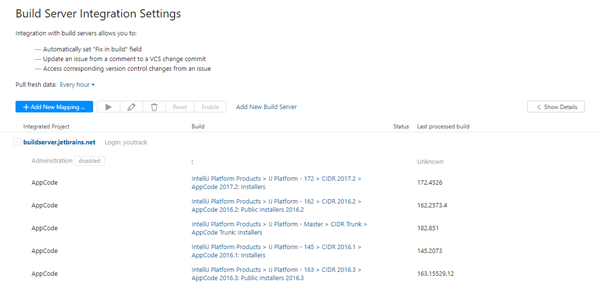 Build Server Integration Settings
Integration with build servers allows you to:
— Automatically set "Fix in build" field
— Update an issue from a comment to a VCS change commit
— Access corresponding version control changes from an issue
Pull fresh data: Every hour
+ Add New Mapping ... Reset Enable Add New Build Server < Show Details
Integrated Project Build Status Last processed build
buildserver.jetbrains.net Login: youtrack
Administration disabled : Unknown
AppCode IntelliJ Platform Products > IJ Platform - 172 > CIDR 2017.2 > 172.4526
AppCode 2017.2: Installers
AppCode IntelliJ Platform Products > IJ Platform - 162 > CIDR 2016.2 > 162.2573.4
AppCode 2016.2: Public Installers 2016.2
AppCode IntelliJ Platform Products > IJ Platform - Master > CIDR Trunk > 182.851
AppCode Trunk: Installers
AppCode IntelliJ Platform Products > IJ Platform - 145 > CIDR 2016.1 > 145.2073
AppCode 2016.1: Installers
AppCode IntelliJ Platform Products > IJ Platform - 163 > CIDR 2016.3 > 163.15529.12
AppCode 2016.3: Public Installers 2016.3